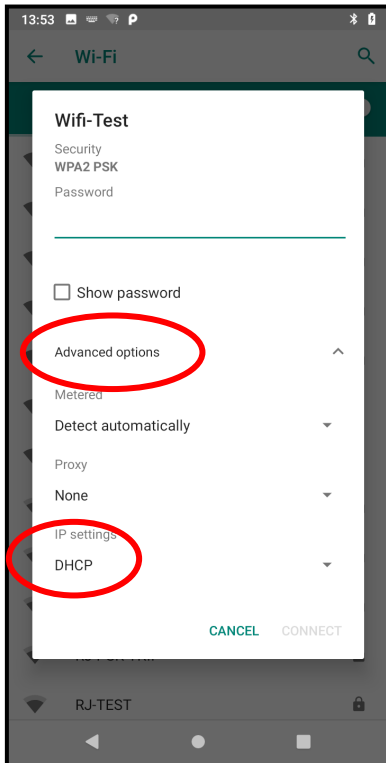 13:53
Wi-Fi
Wifi-Test
Security
WPA2 PSK
Password
Show password
Advanced options
Metered
Detect automatically
Proxy
None
IP settings
DHCP
CANCEL CONNECT
RJ-TEST